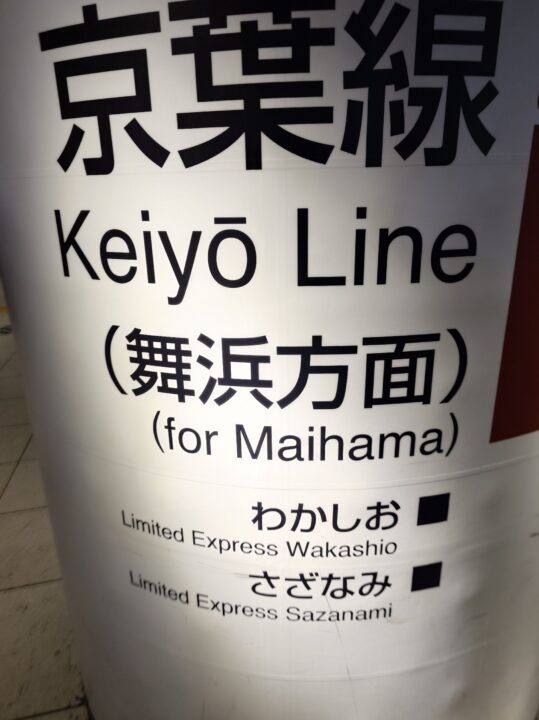 京葉線
Keiyō Line
（舞浜方面）
(for Maihama)
わかしお ■
Limited Express Wakashio
さざなみ ■
Limited Express Sazanami